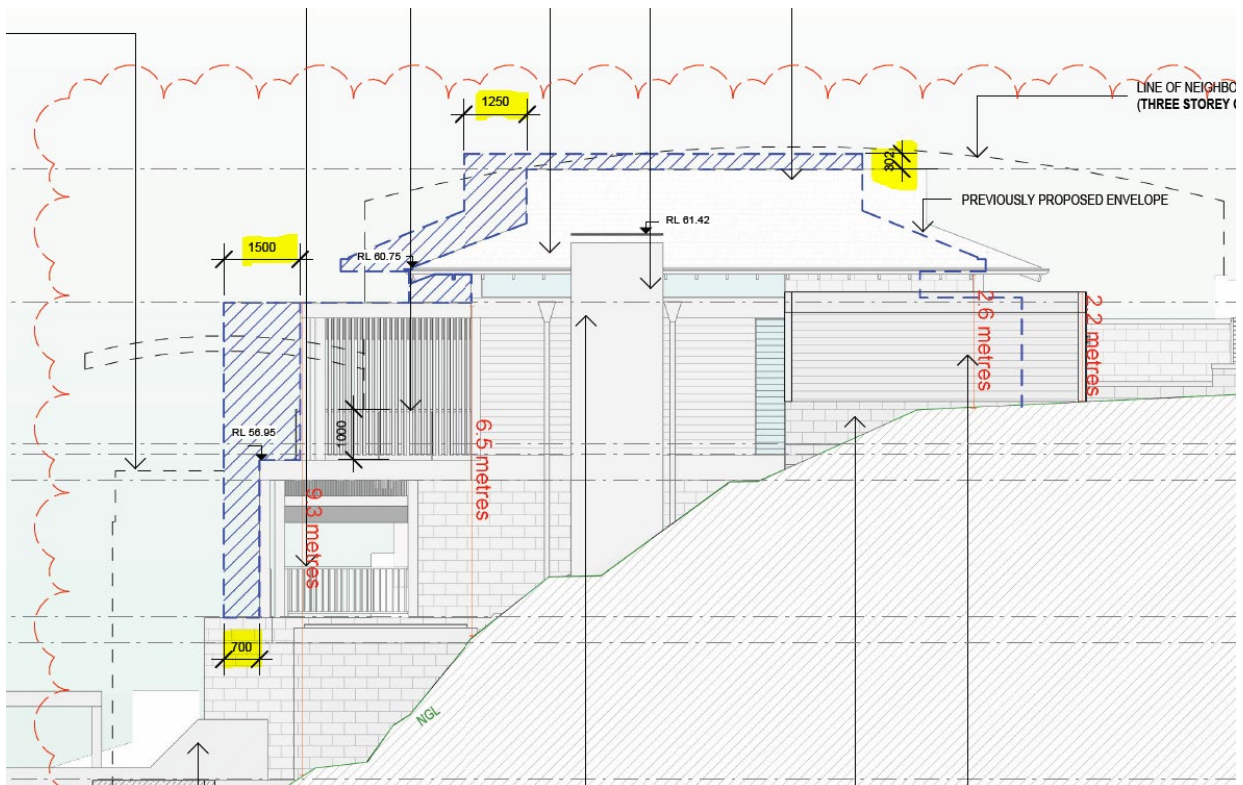 1250
LINE OF NEIGHBO
(THREE STOREY
302
PREVIOUSLY PROPOSED ENVELOPE
RL 61.42
1500
RL 60.75
2.6 metres
2.2 metres
1000
RL 56.95
6.5 metres
9.3 metres
700
NGL